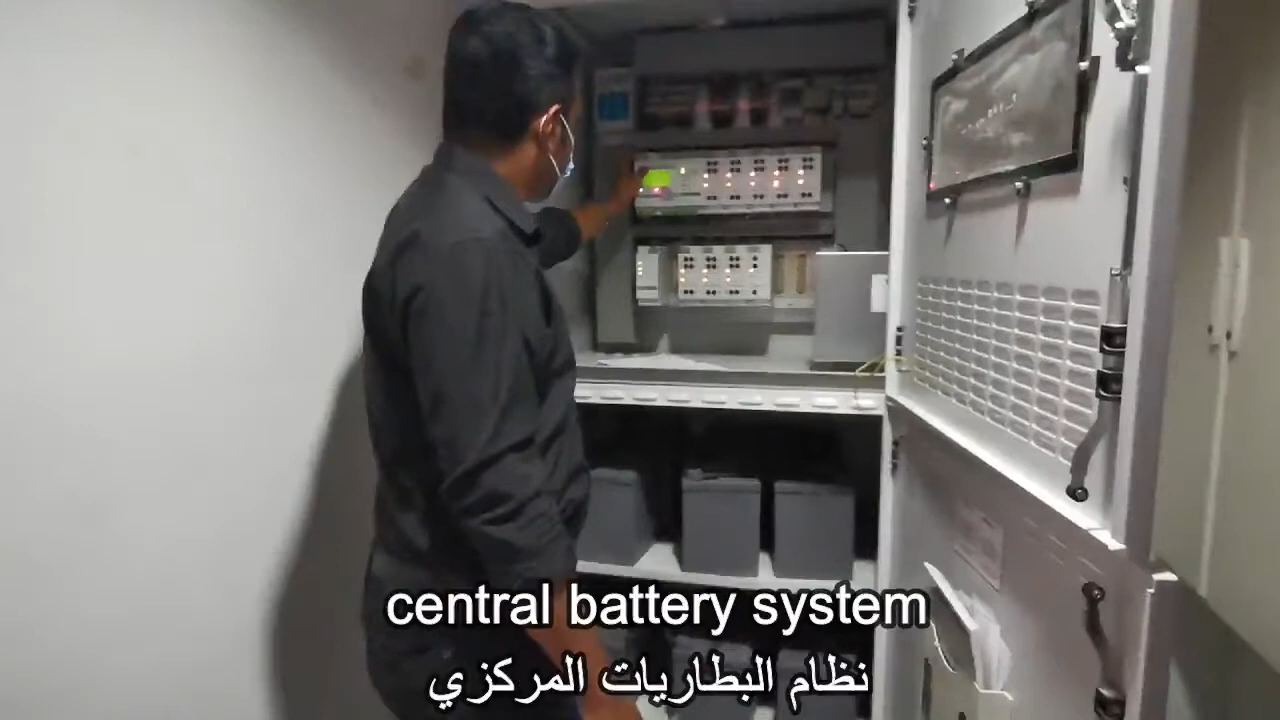 central battery system
نظام البطاريات المركزي